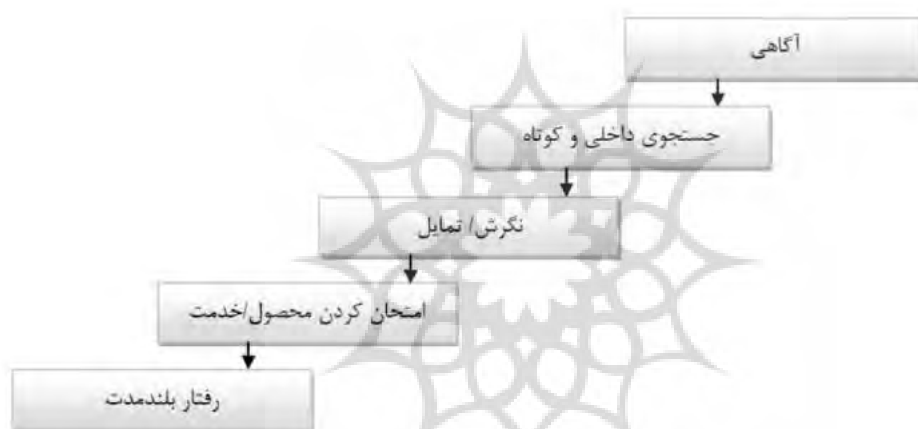 آگاهی
جستجوی داخلی و کوتاه
نگرش/ تمایل
امتحان کردن محصول/خدمت
رفتار بلندمدت